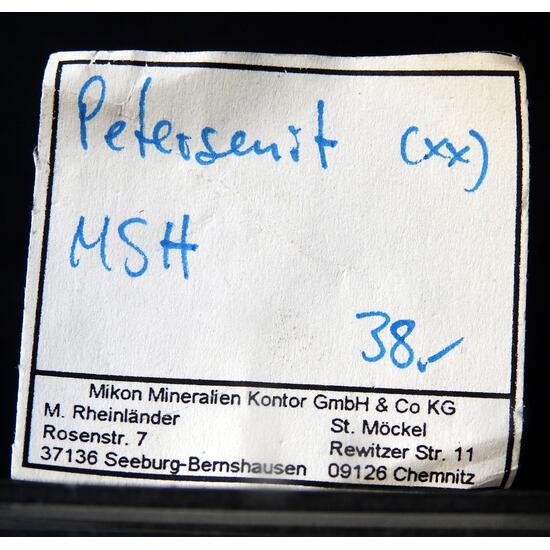 Petersenit (xx)
MSH
38.-
Mikon Mineralien Kontor GmbH & Co KG
M. Rheinländer St. Möckel
Rosenstr. 7 Rewitzer Str. 11
37136 Seeburg-Bernshausen 09126 Chemnitz